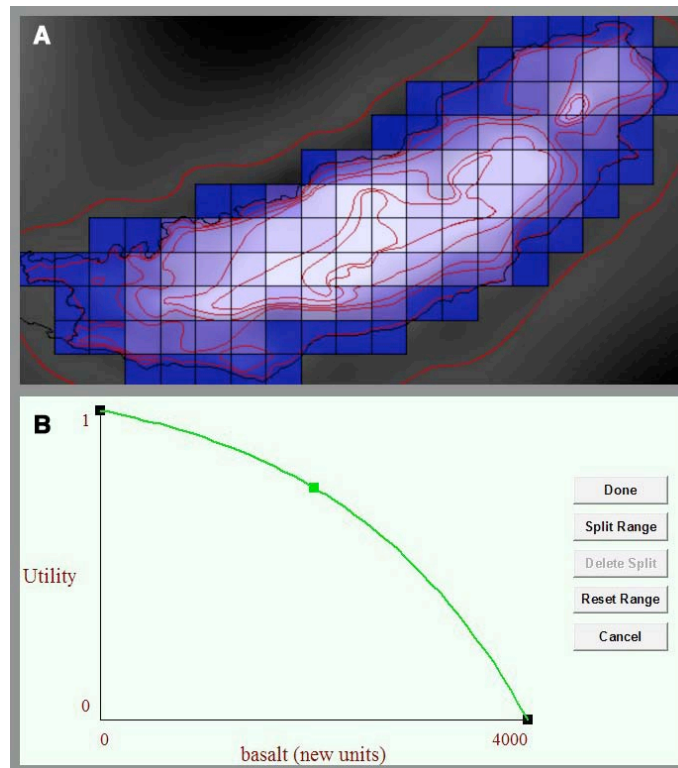 A
B
1
Utility
0
0
4000
basalt (new units)
Done
Split Range
Delete Split
Reset Range
Cancel